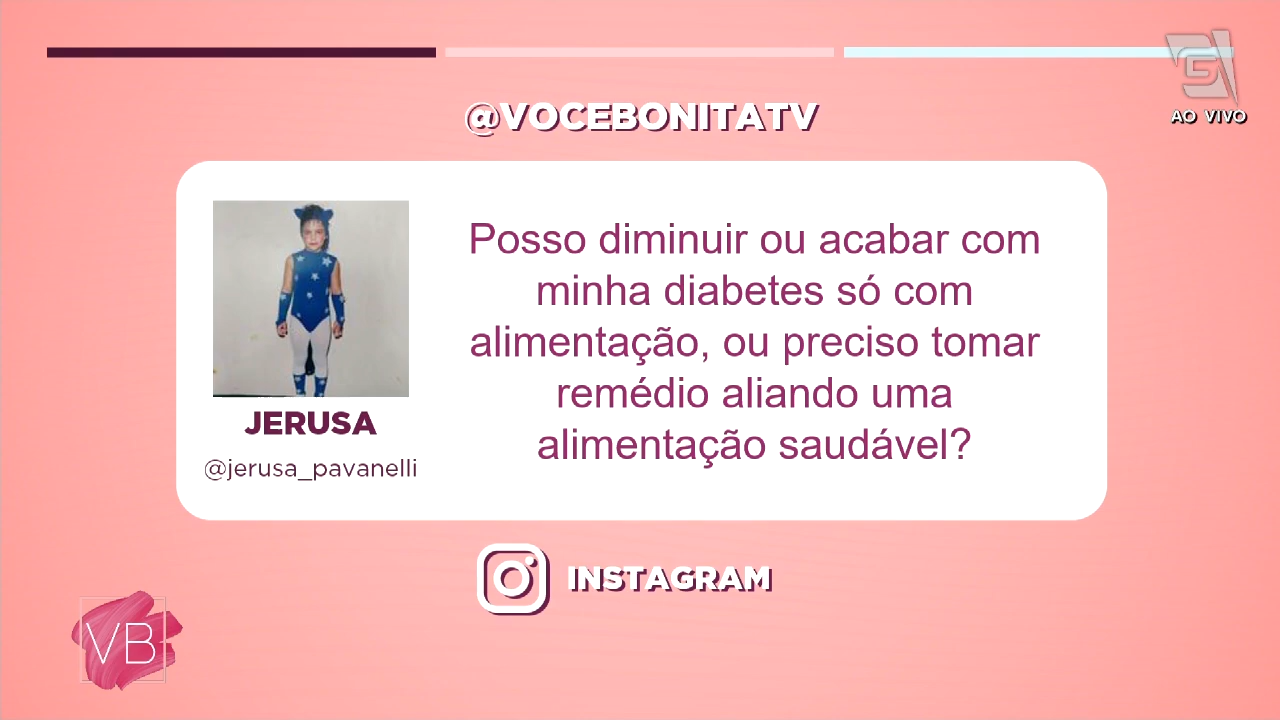 @VOCEBONITATV
AO VIVO
Posso diminuir ou acabar com
minha diabetes só com
alimentação, ou preciso tomar
remédio aliando uma
alimentação saudável?
JERUSA
@jerusa_pavanelli
INSTAGRAM
VB